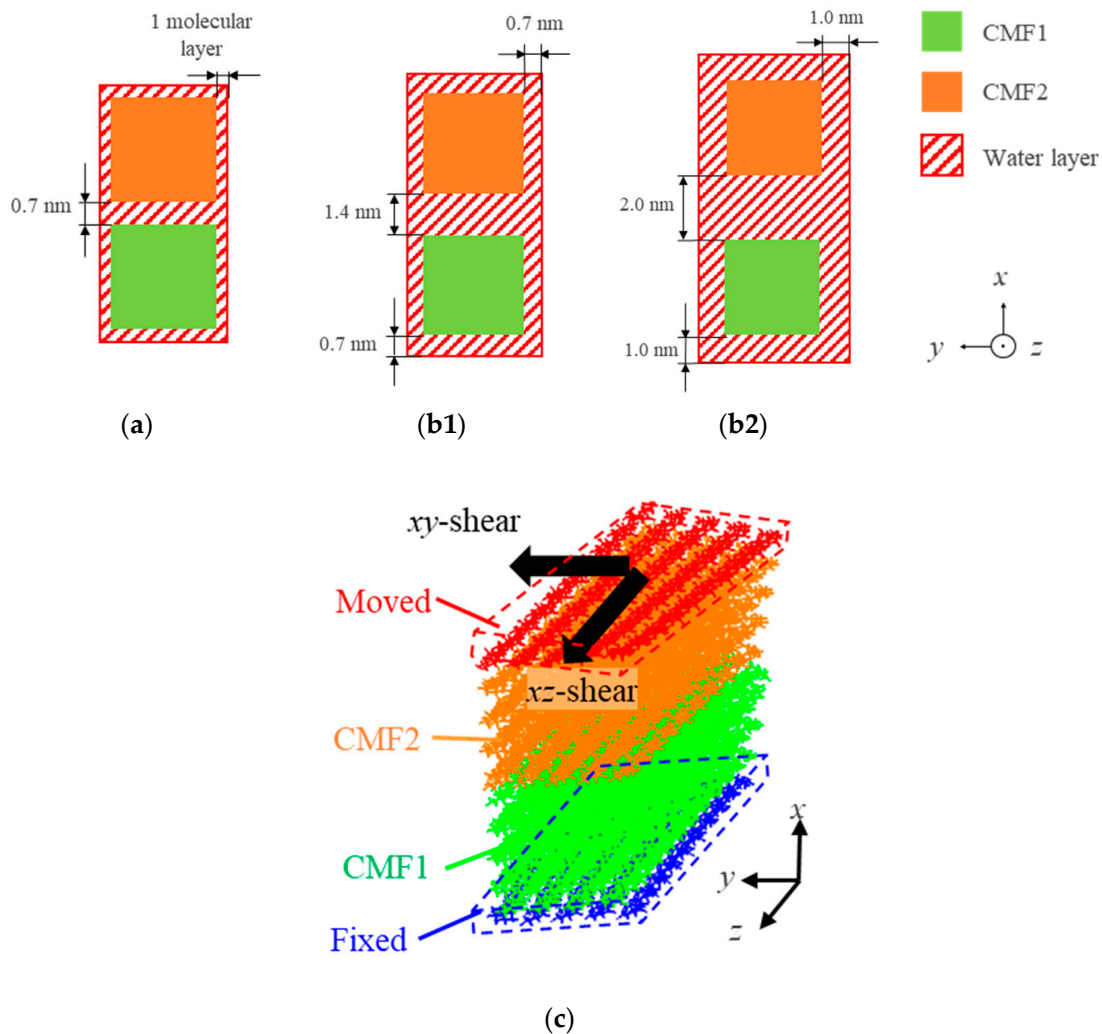 1 molecular
layer
0.7 nm
(a)
0.7 nm
1.4 nm
0.7 nm
(b1)
1.0 nm
2.0 nm
1.0 nm
(b2)
CMF1
CMF2
Water layer
x
y
z
xy-shear
Moved
xz-shear
CMF2
CMF1
Fixed
x
y
z
(c)